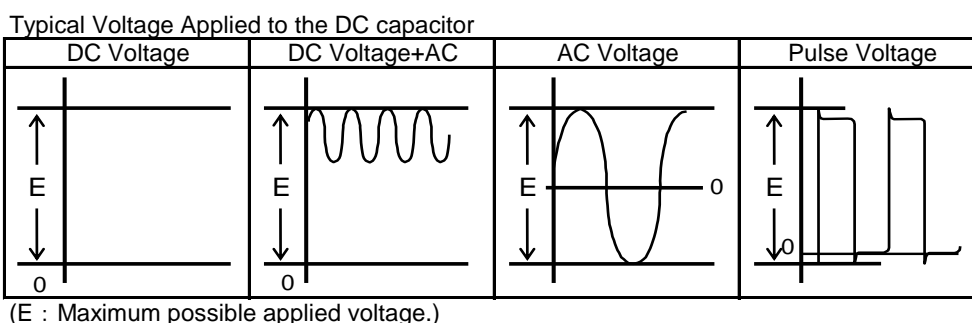 Typical Voltage Applied to the DC capacitor
DC Voltage DC Voltage+AC AC Voltage Pulse Voltage
E E E 0 E
0 0 0
(E : Maximum possible applied voltage.)